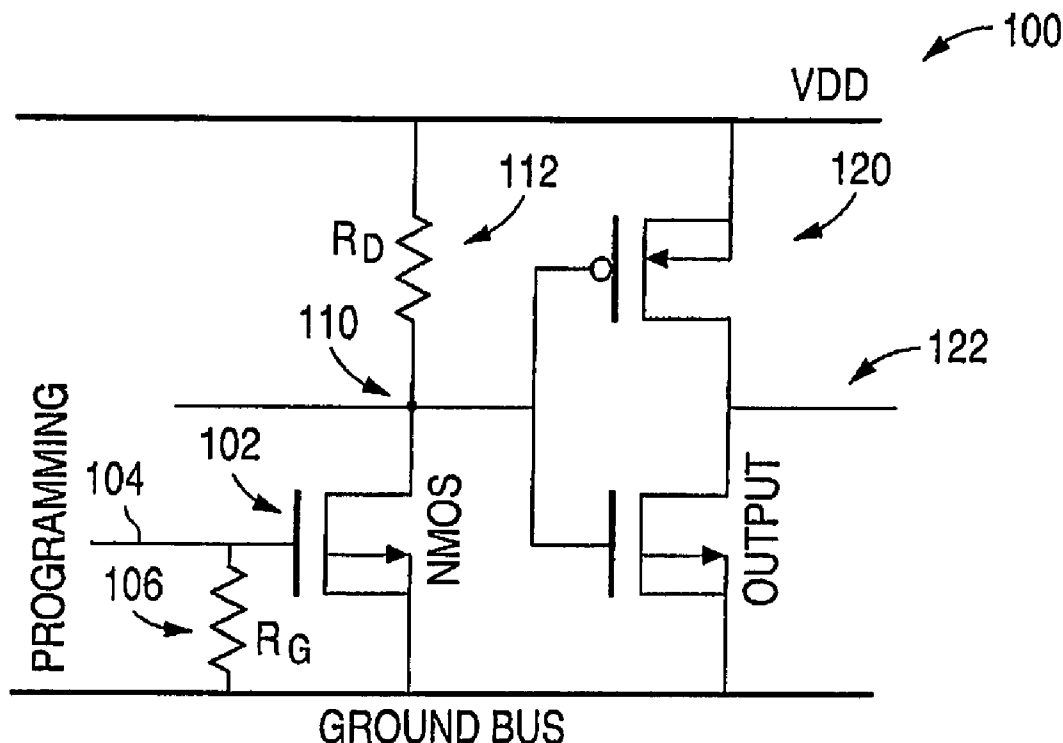 100
VDD
112
120
RD
110
122
PROGRAMMING
102
104
NMOS
OUTPUT
106
RG
GROUND BUS